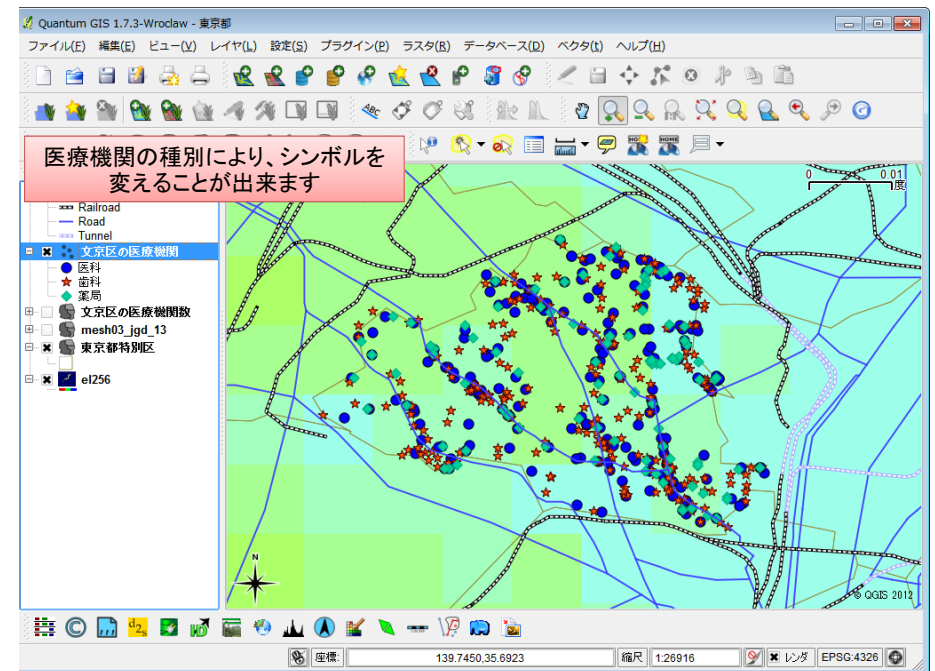 Quantum GIS 1.7.3-Wroclaw - 東京都
ファイル(F) 編集(E) ビュー(V) レイヤ(L) 設定(S) プラグイン(P) ラスタ(R) データベース(D) ベクタ(t) ヘルプ(H)
ABC
医療機関の種別により、シンボルを
変えることが出来ます
HOME
0 0.01
度
Railroad
Road
Tunnel
文京区の医療機関
医科
歯科
薬局
文京区の医療機関数
mesh03_jgd_13
東京都特別区
el256
N
© QGIS 2012
座標: 139.7450,35.6923 縮尺 1:26916 レンダ EPSG:4326